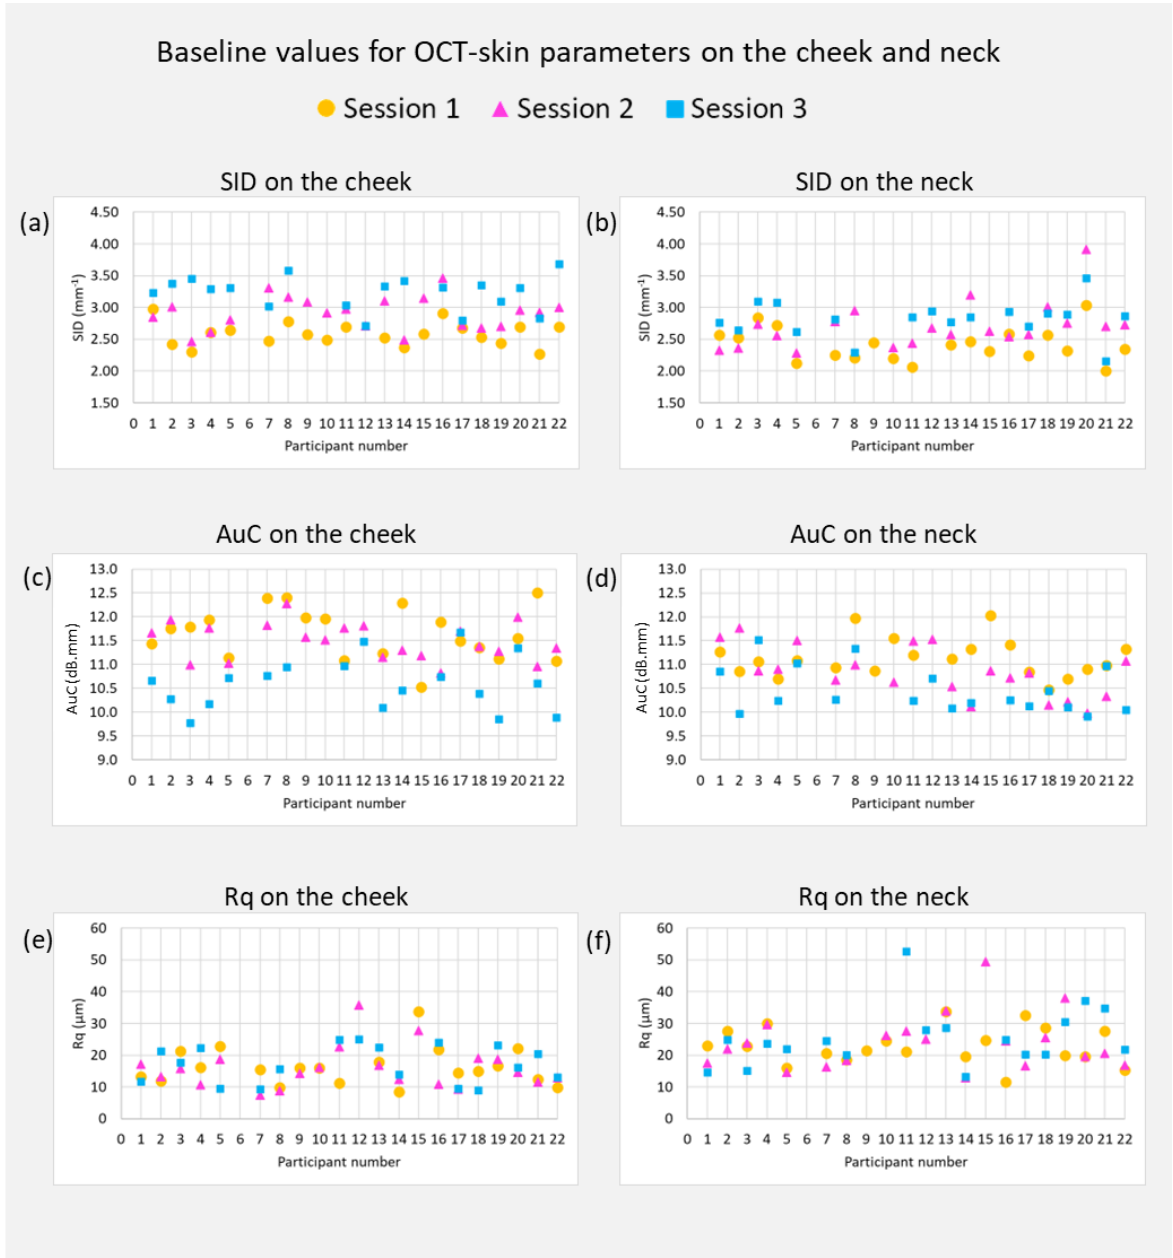 Baseline values for OCT-skin parameters on the cheek and neck
Session 1 Session 2 Session 3
SID on the cheek
(a)
4.50
4.00
3.50
3.00
2.50
2.00
1.50
SID (mm⁻¹)
0 1 2 3 4 5 6 7 8 9 10 11 12 13 14 15 16 17 18 19 20 21 22
Participant number
SID on the neck
(b)
4.50
4.00
3.50
3.00
2.50
2.00
1.50
SID (mm⁻¹)
0 1 2 3 4 5 6 7 8 9 10 11 12 13 14 15 16 17 18 19 20 21 22
Participant number
AuC on the cheek
(c)
13.0
12.5
12.0
11.5
11.0
10.5
10.0
9.5
9.0
AuC (dB.mm)
0 1 2 3 4 5 6 7 8 9 10 11 12 13 14 15 16 17 18 19 20 21 22
Participant number
AuC on the neck
(d)
13.0
12.5
12.0
11.5
11.0
10.5
10.0
9.5
9.0
AuC (dB.mm)
0 1 2 3 4 5 6 7 8 9 10 11 12 13 14 15 16 17 18 19 20 21 22
Participant number
Rq on the cheek
(e)
60
50
40
30
20
10
0
Rq (μm)
0 1 2 3 4 5 6 7 8 9 10 11 12 13 14 15 16 17 18 19 20 21 22
Participant number
Rq on the neck
(f)
60
50
40
30
20
10
0
Rq (μm)
0 1 2 3 4 5 6 7 8 9 10 11 12 13 14 15 16 17 18 19 20 21 22
Participant number